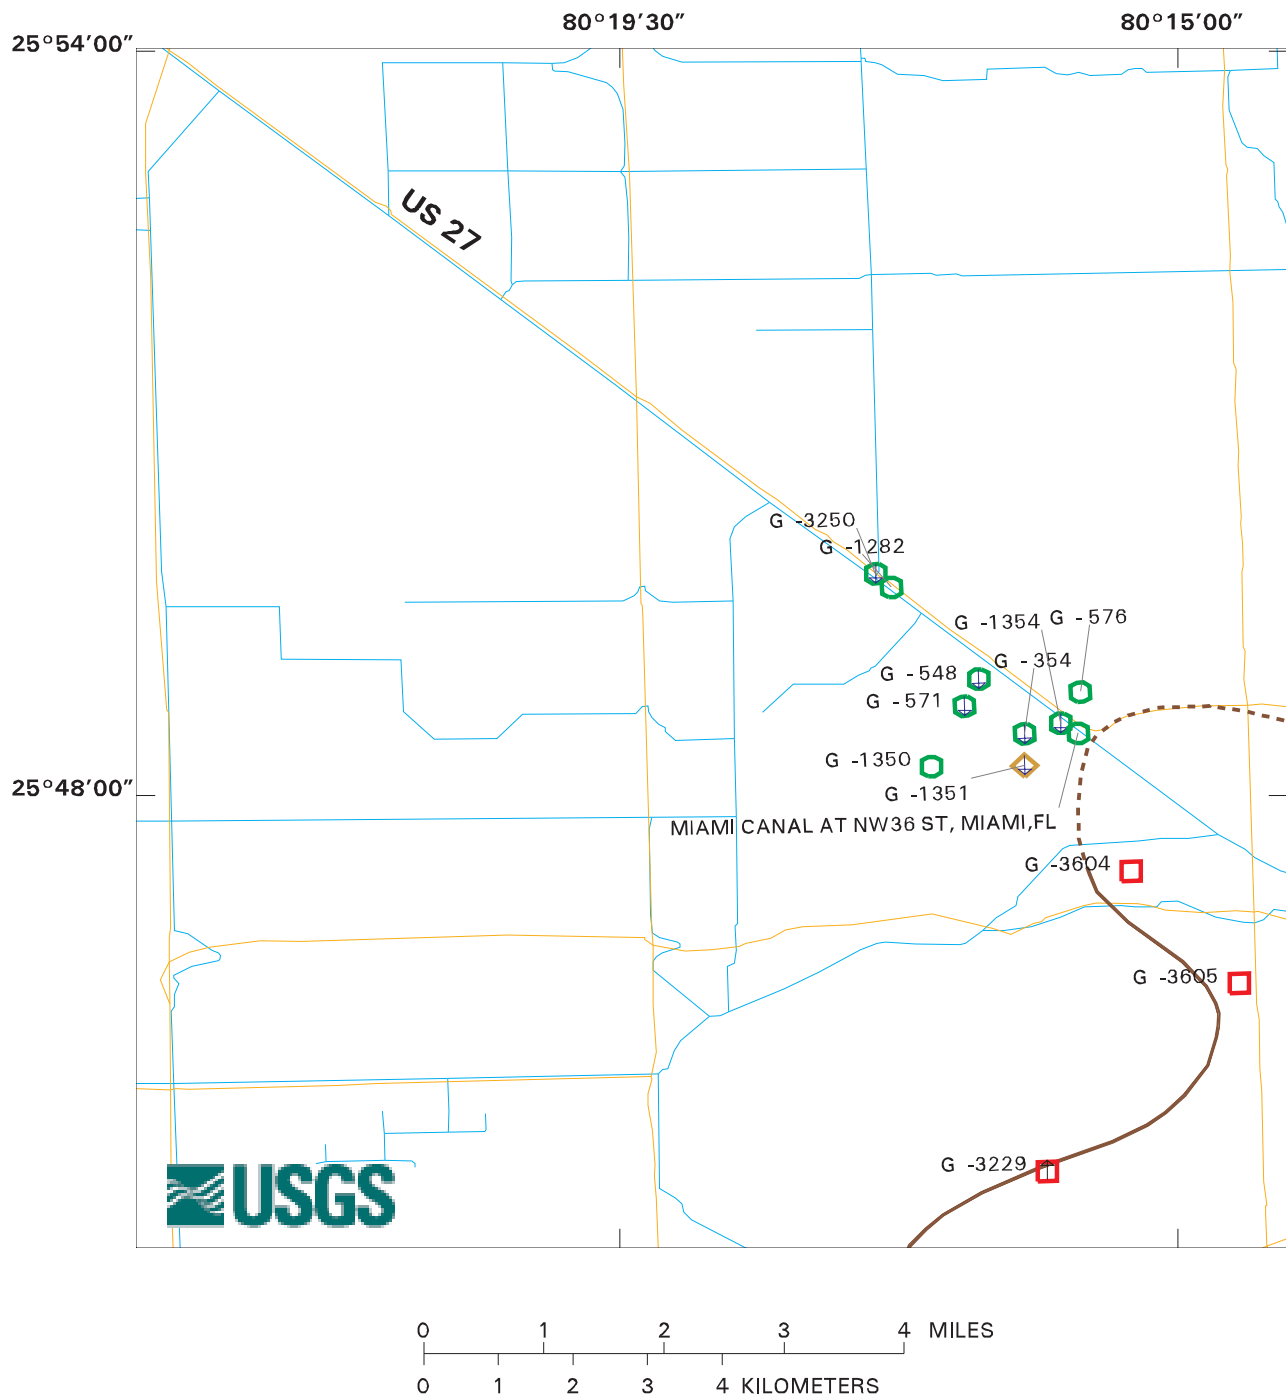 80°19'30"
80°15'00"
25°54'00"
US 27
G -3250
G -1282
G -1354
G - 576
G - 354
G - 548
G - 571
G -1350
25°48'00"
G -1351
MIAMI CANAL AT NW36 ST, MIAMI,FL
G -3604
G -3605
G -3229
USGS
0 1 2 3 4 MILES
0 1 2 3 4 KILOMETERS